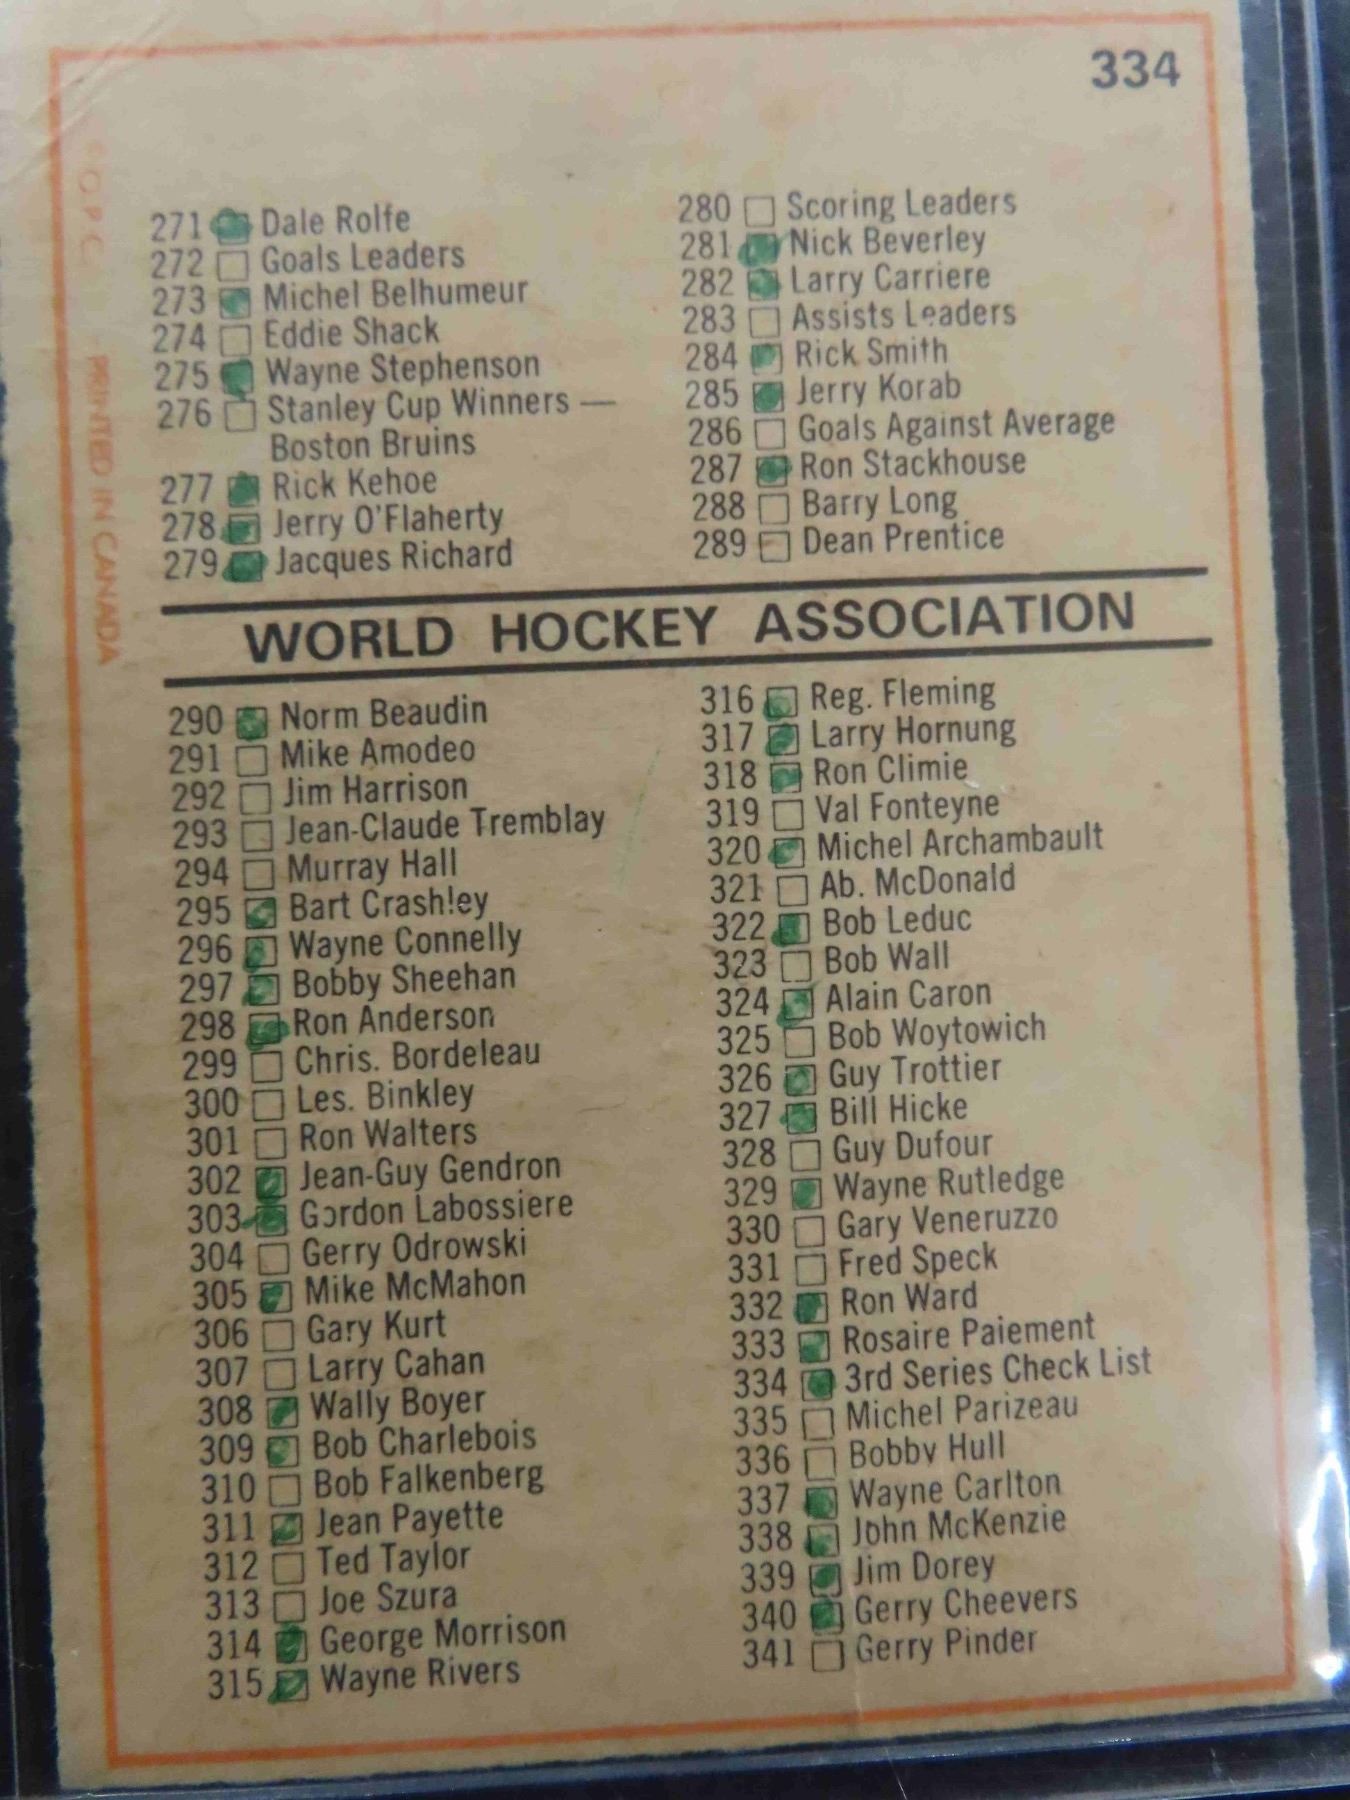 334
271 Dale Rolfe
272 Goals Leaders
273 Michel Belhumeur
274 Eddie Shack
275 Wayne Stephenson
276 Stanley Cup Winners —
Boston Bruins
277 Rick Kehoe
278 Jerry O'Flaherty
279 Jacques Richard
280 Scoring Leaders
281 Nick Beverley
282 Larry Carriere
283 Assists Leaders
284 Rick Smith
285 Jerry Korab
286 Goals Against Average
287 Ron Stackhouse
288 Barry Long
289 Dean Prentice
WORLD HOCKEY ASSOCIATION
290 Norm Beaudin
291 Mike Amodeo
292 Jim Harrison
293 Jean-Claude Tremblay
294 Murray Hall
295 Bart Crashley
296 Wayne Connelly
297 Bobby Sheehan
298 Ron Anderson
299 Chris. Bordeleau
300 Les. Binkley
301 Ron Walters
302 Jean-Guy Gendron
303 Gordon Labossiere
304 Gerry Odrowski
305 Mike McMahon
306 Gary Kurt
307 Larry Cahan
308 Wally Boyer
309 Bob Charlebois
310 Bob Falkenberg
311 Jean Payette
312 Ted Taylor
313 Joe Szura
314 George Morrison
315 Wayne Rivers
316 Reg. Fleming
317 Larry Hornung
318 Ron Climie
319 Val Fonteyne
320 Michel Archambault
321 Ab. McDonald
322 Bob Leduc
323 Bob Wall
324 Alain Caron
325 Bob Woytowich
326 Guy Trottier
327 Bill Hicke
328 Guy Dufour
329 Wayne Rutledge
330 Gary Veneruzzo
331 Fred Speck
332 Ron Ward
333 Rosaire Paiement
334 3rd Series Check List
335 Michel Parizeau
336 Bobby Hull
337 Wayne Carlton
338 John McKenzie
339 Jim Dorey
340 Gerry Cheevers
341 Gerry Pinder
© O.P.C. PRINTED IN CANADA